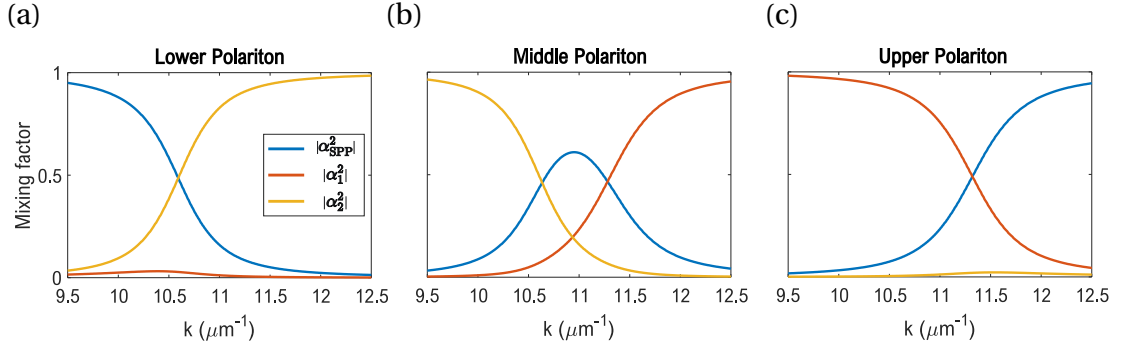 (a)
(b)
(c)
Lower Polariton
Middle Polariton
Upper Polariton
Mixing factor
1
0.5
0
|α²SPP|
|α²1|
|α²2|
9.5 10 10.5 11 11.5 12 12.5
9.5 10 10.5 11 11.5 12 12.5
9.5 10 10.5 11 11.5 12 12.5
k (μm⁻¹)
k (μm⁻¹)
k (μm⁻¹)